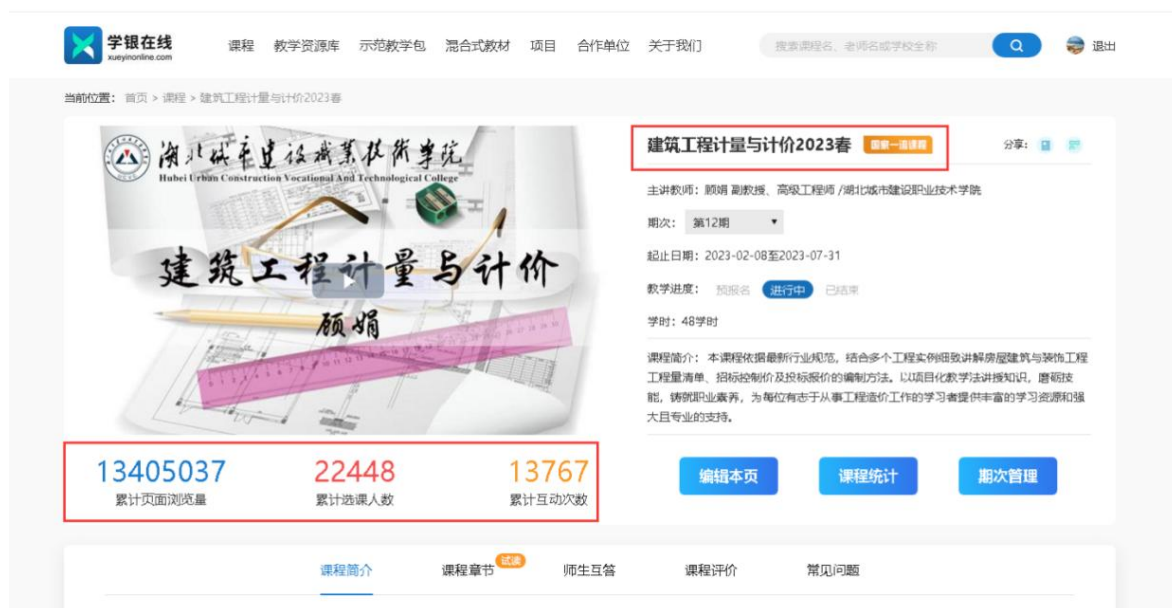 学银在线
xueyinonline.com
课程 教学资源库 示范教学包 混合式教材 项目 合作单位 关于我们
搜索课程名、老师名或学校全称
退出
当前位置： 首页 > 课程 > 建筑工程计量与计价2023春
湖北城市建设职业技术学院
Hubei Urban Construction Vocational And Technological College
建筑工程计量与计价
顾娟
建筑工程计量与计价2023春 国家一流课程
分享：
主讲教师：顾娟 副教授、高级工程师 /湖北城市建设职业技术学院
期次： 第12期
起止日期：2023-02-08至2023-07-31
教学进度： 预报名 进行中 已结束
学时：48学时
课程简介： 本课程依据最新行业规范，结合多个工程实例细致讲解房屋建筑与装饰工程
工程量清单、招标控制价及投标报价的编制方法。以项目化教学法讲授知识，磨砺技
能，铸就职业素养，为每位有志于从事工程造价工作的学习者提供丰富的学习资源和强
大且专业的支持。
13405037 22448 13767
累计页面浏览量 累计选课人数 累计互动次数
编辑本页 课程统计 期次管理
课程简介 课程章节 试读 师生互答 课程评价 常见问题